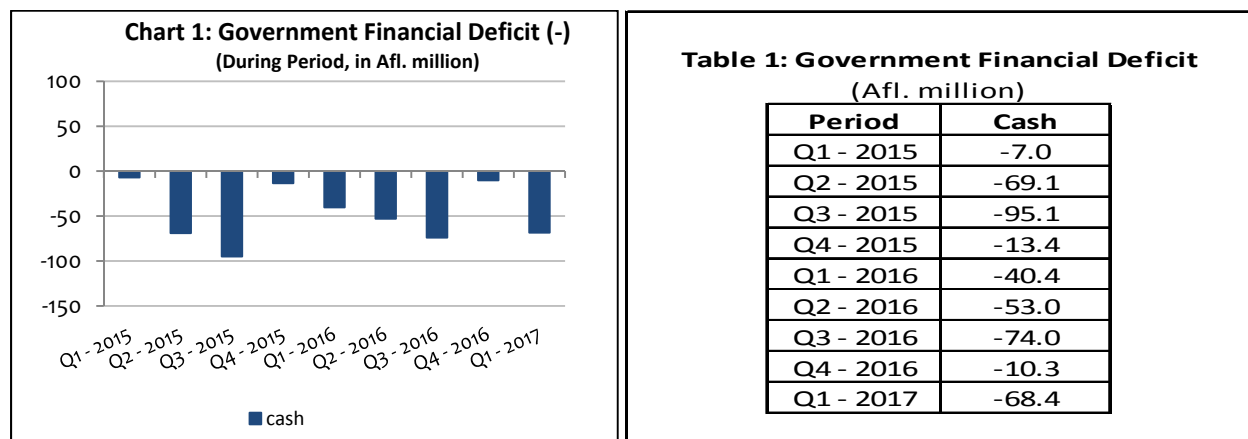 Chart 1: Government Financial Deficit (-)
(During Period, in Afl. million)
100
50
0
-50
-100
-150
Q1 - 2015
Q2 - 2015
Q3 - 2015
Q4 - 2015
Q1 - 2016
Q2 - 2016
Q3 - 2016
Q4 - 2016
Q1 - 2017
cash
Table 1: Government Financial Deficit
(Afl. million)
Period Cash
Q1 - 2015 -7.0
Q2 - 2015 -69.1
Q3 - 2015 -95.1
Q4 - 2015 -13.4
Q1 - 2016 -40.4
Q2 - 2016 -53.0
Q3 - 2016 -74.0
Q4 - 2016 -10.3
Q1 - 2017 -68.4